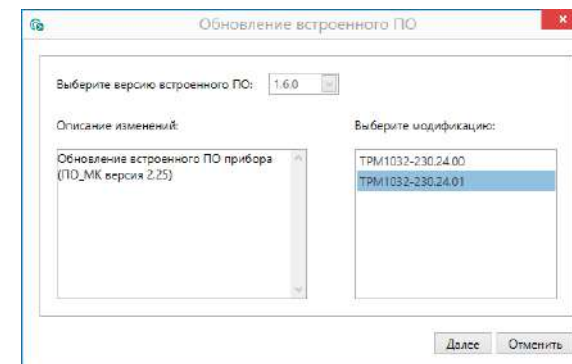 Обновление встроенного ПО
Выберите версию встроенного ПО: 1.6.0
Описание изменений:
Выберите модификацию:
Обновление встроенного ПО прибора
(ПО_МК версия 2.25)
ТРМ1032-230.24.00
ТРМ1032-230.24.01
Далее
Отменить